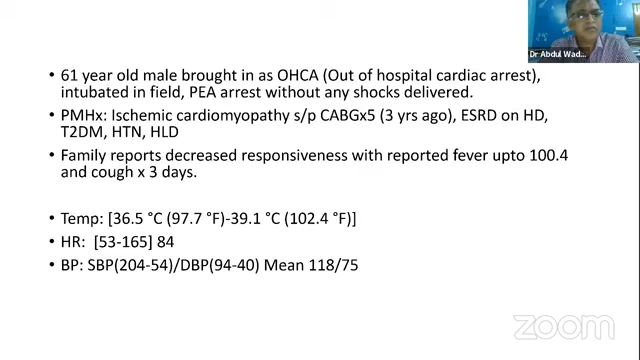 Dr Abdul Wad...
• 61 year old male brought in as OHCA (Out of hospital cardiac arrest),
intubated in field, PEA arrest without any shocks delivered.
• PMHx: Ischemic cardiomyopathy s/p CABGx5 (3 yrs ago), ESRD on HD,
T2DM, HTN, HLD
• Family reports decreased responsiveness with reported fever upto 100.4
and cough x 3 days.
• Temp: [36.5 °C (97.7 °F)-39.1 °C (102.4 °F)]
• HR: [53-165] 84
• BP: SBP(204-54)/DBP(94-40) Mean 118/75
zoom